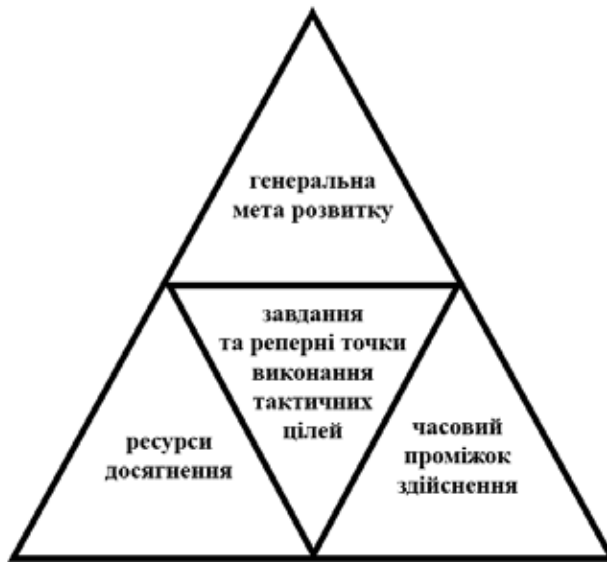 генеральна
мета розвитку
завдання
та реперні точки
виконання
тактичних
цілей
ресурси
досягнення
часовий
проміжок
здійснення